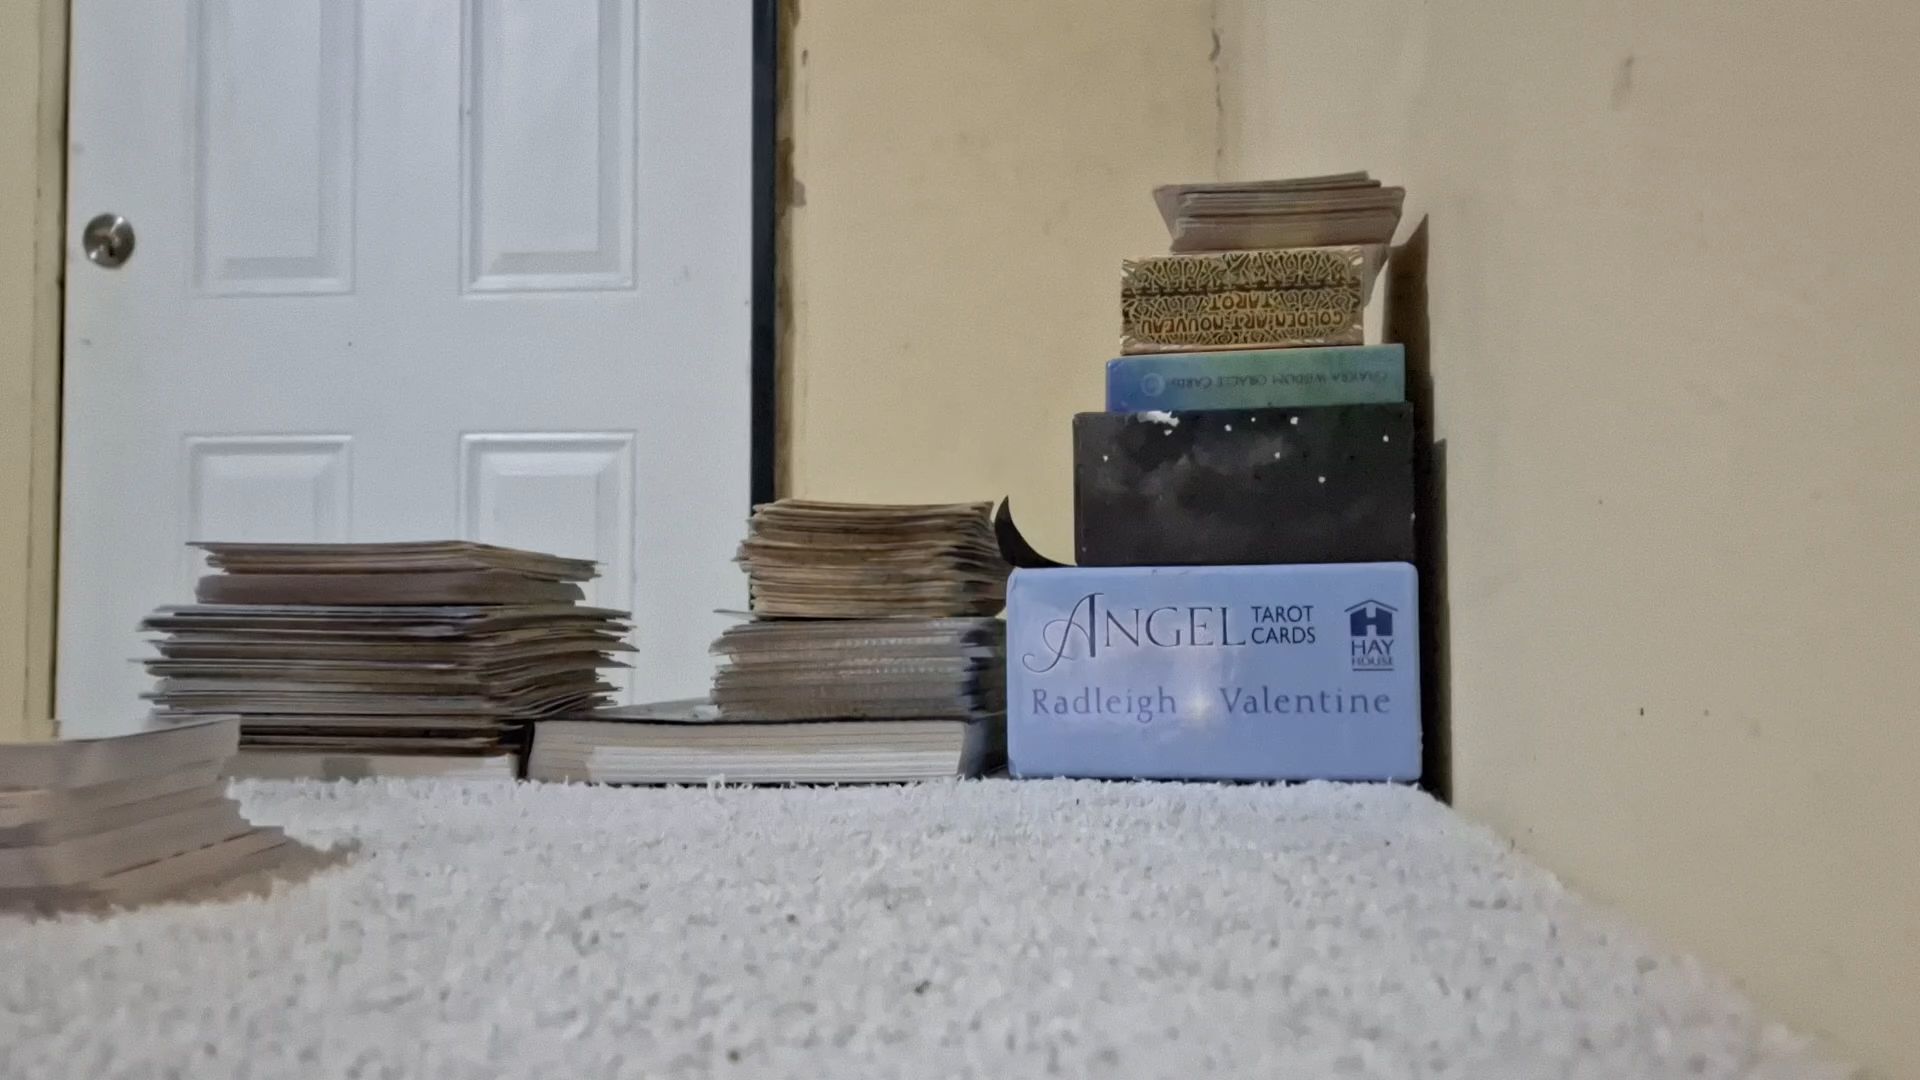 TAROT
GOLDEN ART NOUVEAU
CHAKRA WISDOM ORACLE CARDS
ANGEL TAROT CARDS
HAY HOUSE
Radleigh Valentine